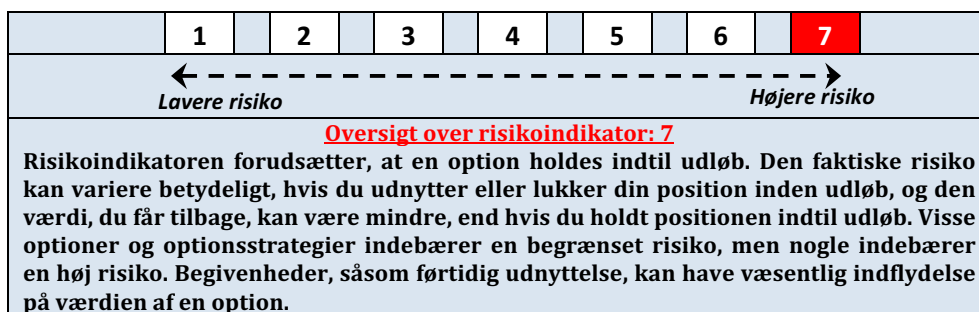 1 2 3 4 5 6 7
Lavere risiko Højere risiko
Oversigt over risikoindikator: 7
Risikoindikatoren forudsætter, at en option holdes indtil udløb. Den faktiske risiko
kan variere betydeligt, hvis du udnytter eller lukker din position inden udløb, og den
værdi, du får tilbage, kan være mindre, end hvis du holdt positionen indtil udløb. Visse
optioner og optionsstrategier indebærer en begrænset risiko, men nogle indebærer
en høj risiko. Begivenheder, såsom førtidig udnyttelse, kan have væsentlig indflydelse
på værdien af en option.